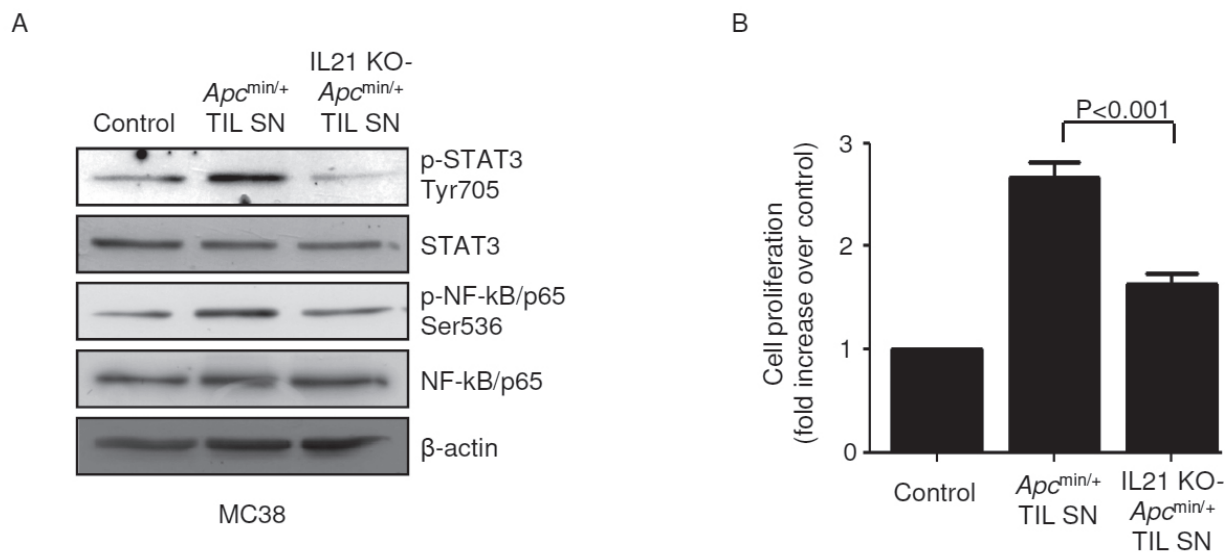 A
Control
Apcmin/+
TIL SN
IL21 KO-
Apcmin/+
TIL SN
p-STAT3
Tyr705
STAT3
p-NF-kB/p65
Ser536
NF-kB/p65
β-actin
MC38
B
P<0.001
Cell proliferation
(fold increase over control)
3
2
1
0
Control
Apcmin/+
TIL SN
IL21 KO-
Apcmin/+
TIL SN